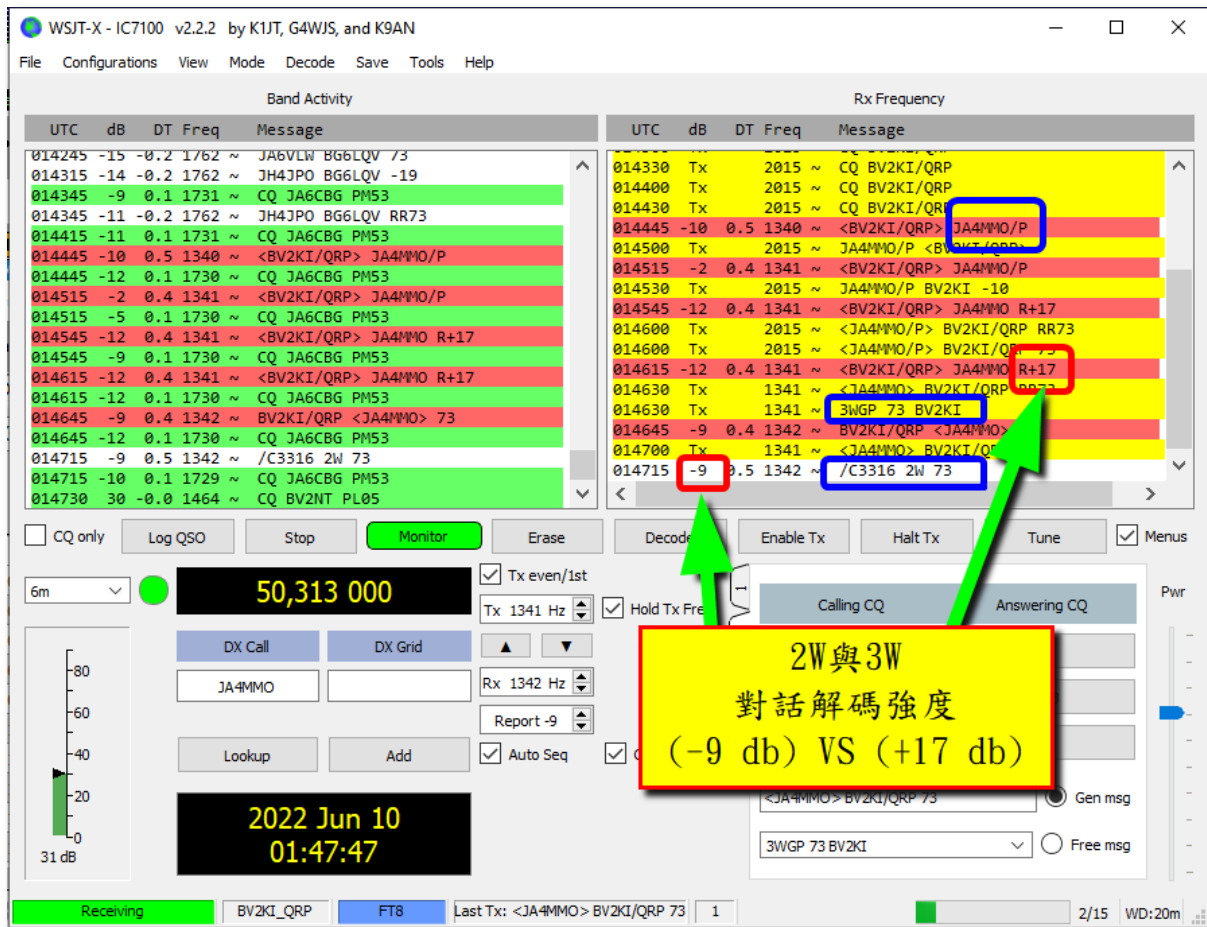 WSJT-X - IC7100 v2.2.2 by K1JT, G4WJS, and K9AN
File Configurations View Mode Decode Save Tools Help
Band Activity
UTC dB DT Freq Message
014245 -15 -0.2 1762 ~ JA6VLW BG6LQV 73
014315 -14 -0.2 1762 ~ JH4JPO BG6LQV -19
014345 -9 0.1 1731 ~ CQ JA6CBG PM53
014345 -11 -0.2 1762 ~ JH4JPO BG6LQV RR73
014415 -11 0.1 1731 ~ CQ JA6CBG PM53
014445 -10 0.5 1340 ~ <BV2KI/QRP> JA4MMO/P
014445 -12 0.1 1730 ~ CQ JA6CBG PM53
014515 -2 0.4 1341 ~ <BV2KI/QRP> JA4MMO/P
014515 -5 0.1 1730 ~ CQ JA6CBG PM53
014545 -12 0.4 1341 ~ <BV2KI/QRP> JA4MMO R+17
014545 -9 0.1 1730 ~ CQ JA6CBG PM53
014615 -12 0.4 1341 ~ <BV2KI/QRP> JA4MMO R+17
014615 -12 0.1 1730 ~ CQ JA6CBG PM53
014645 -9 0.4 1342 ~ BV2KI/QRP <JA4MMO> 73
014645 -12 0.1 1730 ~ CQ JA6CBG PM53
014715 -9 0.5 1342 ~ /C3316 2W 73
014715 -10 0.1 1729 ~ CQ JA6CBG PM53
014730 30 -0.0 1464 ~ CQ BV2NT PL05
Rx Frequency
UTC dB DT Freq Message
014330 Tx 2015 ~ CQ BV2KI/QRP
014400 Tx 2015 ~ CQ BV2KI/QRP
014430 Tx 2015 ~ CQ BV2KI/QRP
014445 -10 0.5 1340 ~ <BV2KI/QRP> JA4MMO/P
014500 Tx 2015 ~ JA4MMO/P <BV2KI/QRP>
014515 -2 0.4 1341 ~ <BV2KI/QRP> JA4MMO/P
014530 Tx 2015 ~ JA4MMO/P BV2KI -10
014545 -12 0.4 1341 ~ <BV2KI/QRP> JA4MMO R+17
014600 Tx 2015 ~ <JA4MMO/P> BV2KI/QRP RR73
014600 Tx 2015 ~ <JA4MMO/P> BV2KI/QRP 73
014615 -12 0.4 1341 ~ <BV2KI/QRP> JA4MMO R+17
014630 Tx 1341 ~ <JA4MMO> BV2KI/QRP RR73
014630 Tx 1341 ~ 3WGP 73 BV2KI
014645 -9 0.4 1342 ~ BV2KI/QRP <JA4MMO>
014700 Tx 1341 ~ <JA4MMO> BV2KI/QRP
014715 -9 0.5 1342 ~ /C3316 2W 73
CQ only Log QSO Stop Monitor Erase Decode Enable Tx Halt Tx Tune Menus
6m
50,313 000
Tx even/1st
Tx 1341 Hz
Hold Tx Fre
1
Calling CQ Answering CQ
Pwr
DX Call DX Grid
JA4MMO
Rx 1342 Hz
Report -9
Lookup Add
Auto Seq
2W與3W
對話解碼強度
(-9 db) VS (+17 db)
-80
-60
-40
-20
-0
31 dB
2022 Jun 10
01:47:47
<JA4MMO> BV2KI/QRP 73 Gen msg
3WGP 73 BV2KI Free msg
Receiving BV2KI_QRP FT8 Last Tx: <JA4MMO> BV2KI/QRP 73 1 2/15 WD:20m